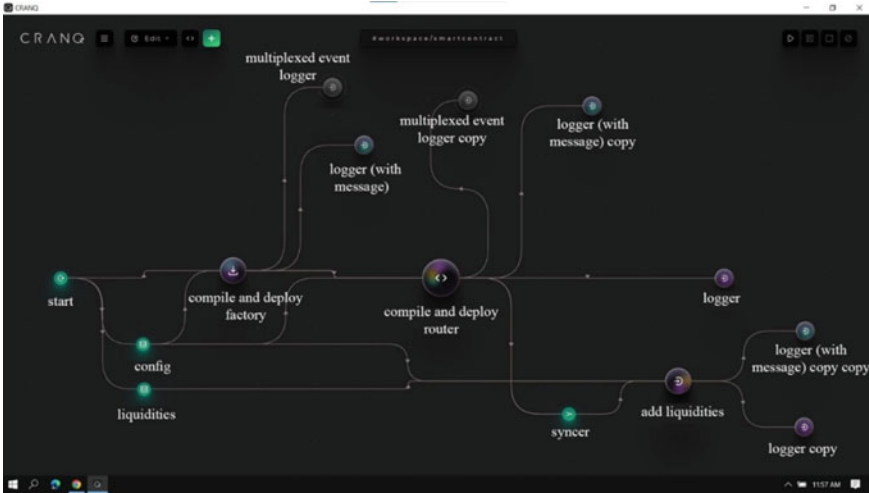 CRANQ
CRANQ
Edit
#workspace/smartcontract
multiplexed event
logger
multiplexed event
logger copy
logger (with
message) copy
logger (with
message)
start
compile and deploy
factory
compile and deploy
router
logger
config
logger (with
message) copy copy
liquidities
syncer
add liquidities
logger copy
11:57 AM